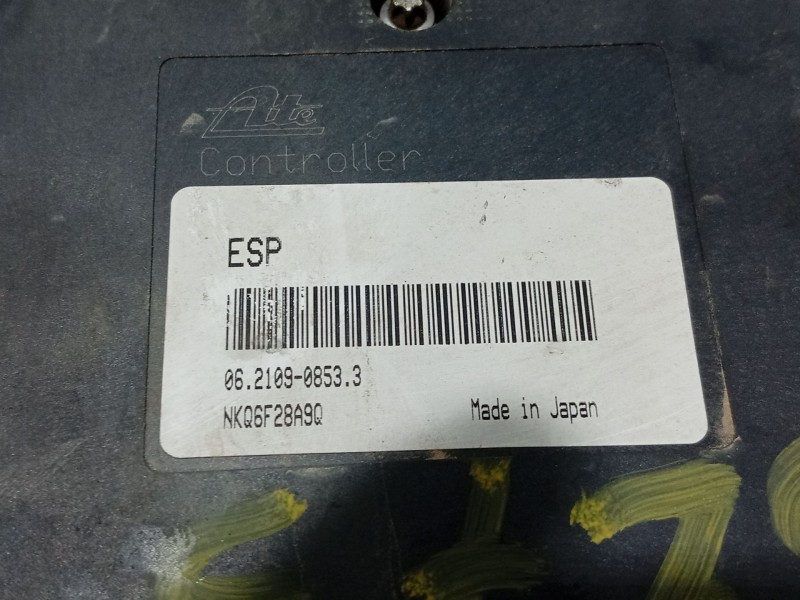 Ate
Controller
ESP
06.2109-0853.3
NKQ6F28A9Q
Made in Japan